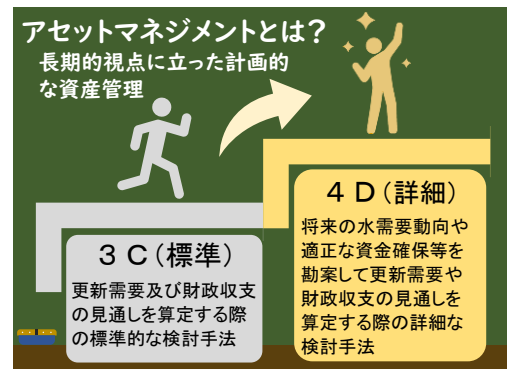 アセットマネジメントとは?
長期的視点に立った計画的
な資産管理
3C(標準)
更新需要及び財政収支
の見通しを算定する際
の標準的な検討手法
4D(詳細)
将来の水需要動向や
適正な資金確保等を
勘案して更新需要や
財政収支の見通しを
算定する際の詳細な
検討手法